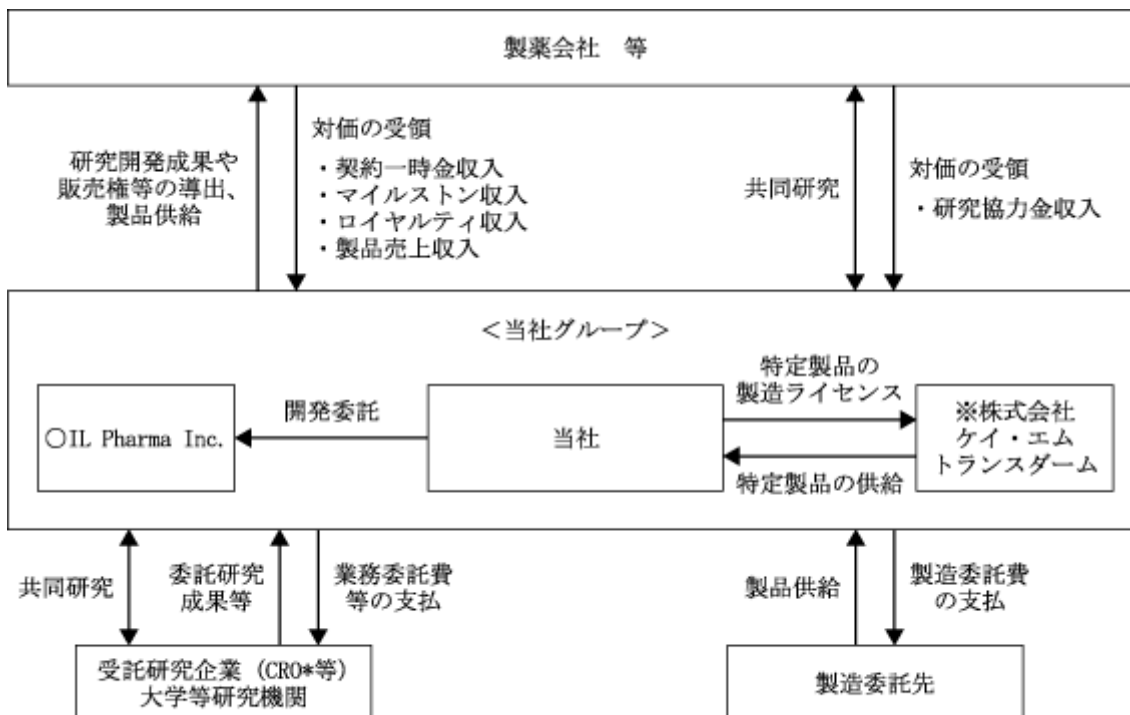 製薬会社　等
研究開発成果や
販売権等の導出、
製品供給
対価の受領
・契約一時金収入
・マイルストン収入
・ロイヤルティ収入
・製品売上収入
共同研究
対価の受領
・研究協力金収入
＜当社グループ＞
○IL Pharma Inc.
開発委託
当社
特定製品の
製造ライセンス
特定製品の供給
※株式会社
ケイ・エム
トランスダーム
共同研究
委託研究
成果等
業務委託費
等の支払
製品供給
製造委託費
の支払
受託研究企業（CRO*等）
大学等研究機関
製造委託先